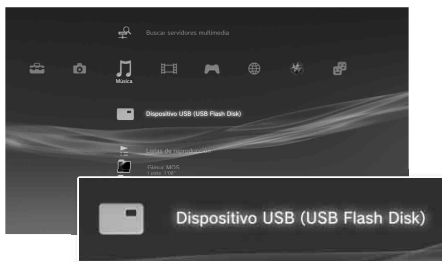 Buscar servidores multimedia
Música
Dispositivo USB (USB Flash Disk)
Listas de reproducción
Dispositivo USB (USB Flash Disk)